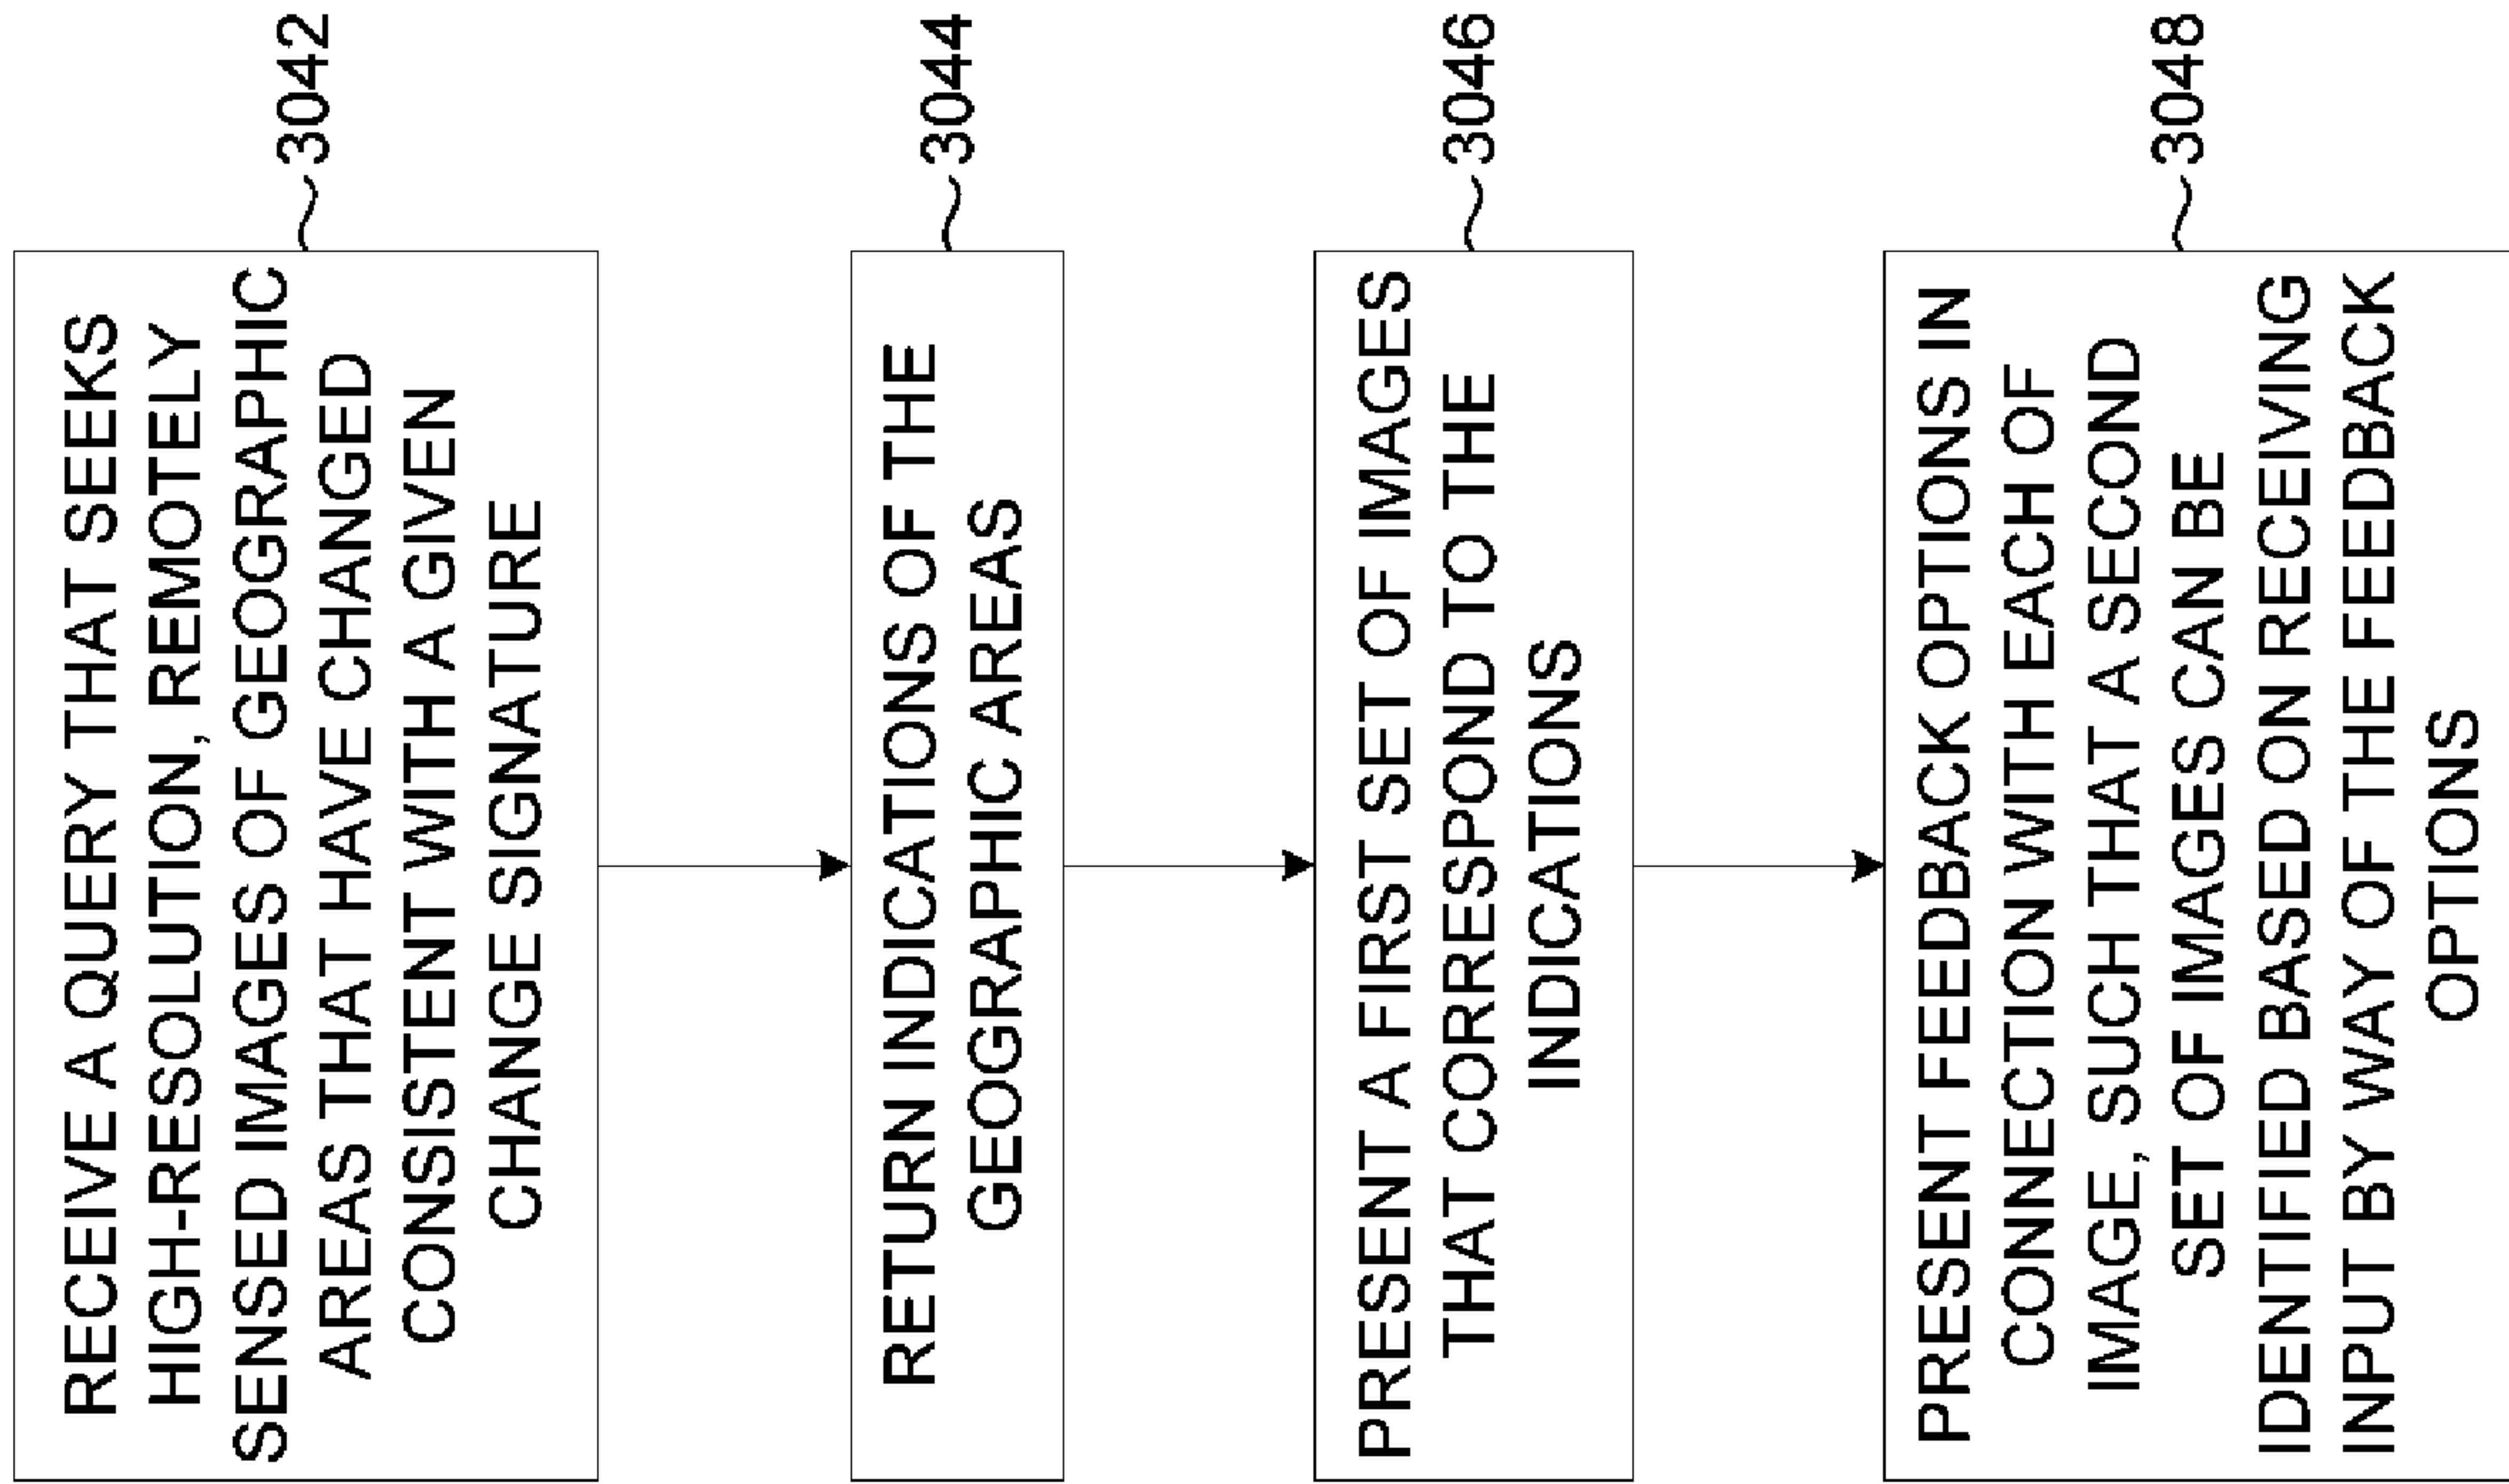 RECEIVE A QUERY THAT SEEKS
HIGH-RESOLUTION, REMOTELY
SENSED IMAGES OF GEOGRAPHIC
AREAS THAT HAVE CHANGED
CONSISTENT WITH A GIVEN
CHANGE SIGNATURE
3042
RETURN INDICATIONS OF THE
GEOGRAPHIC AREAS
3044
PRESENT A FIRST SET OF IMAGES
THAT CORRESPOND TO THE
INDICATIONS
3046
PRESENT FEEDBACK OPTIONS IN
CONNECTION WITH EACH OF
IMAGE, SUCH THAT A SECOND
SET OF IMAGES CAN BE
IDENTIFIED BASED ON RECEIVING
INPUT BY WAY OF THE FEEDBACK
OPTIONS
3048